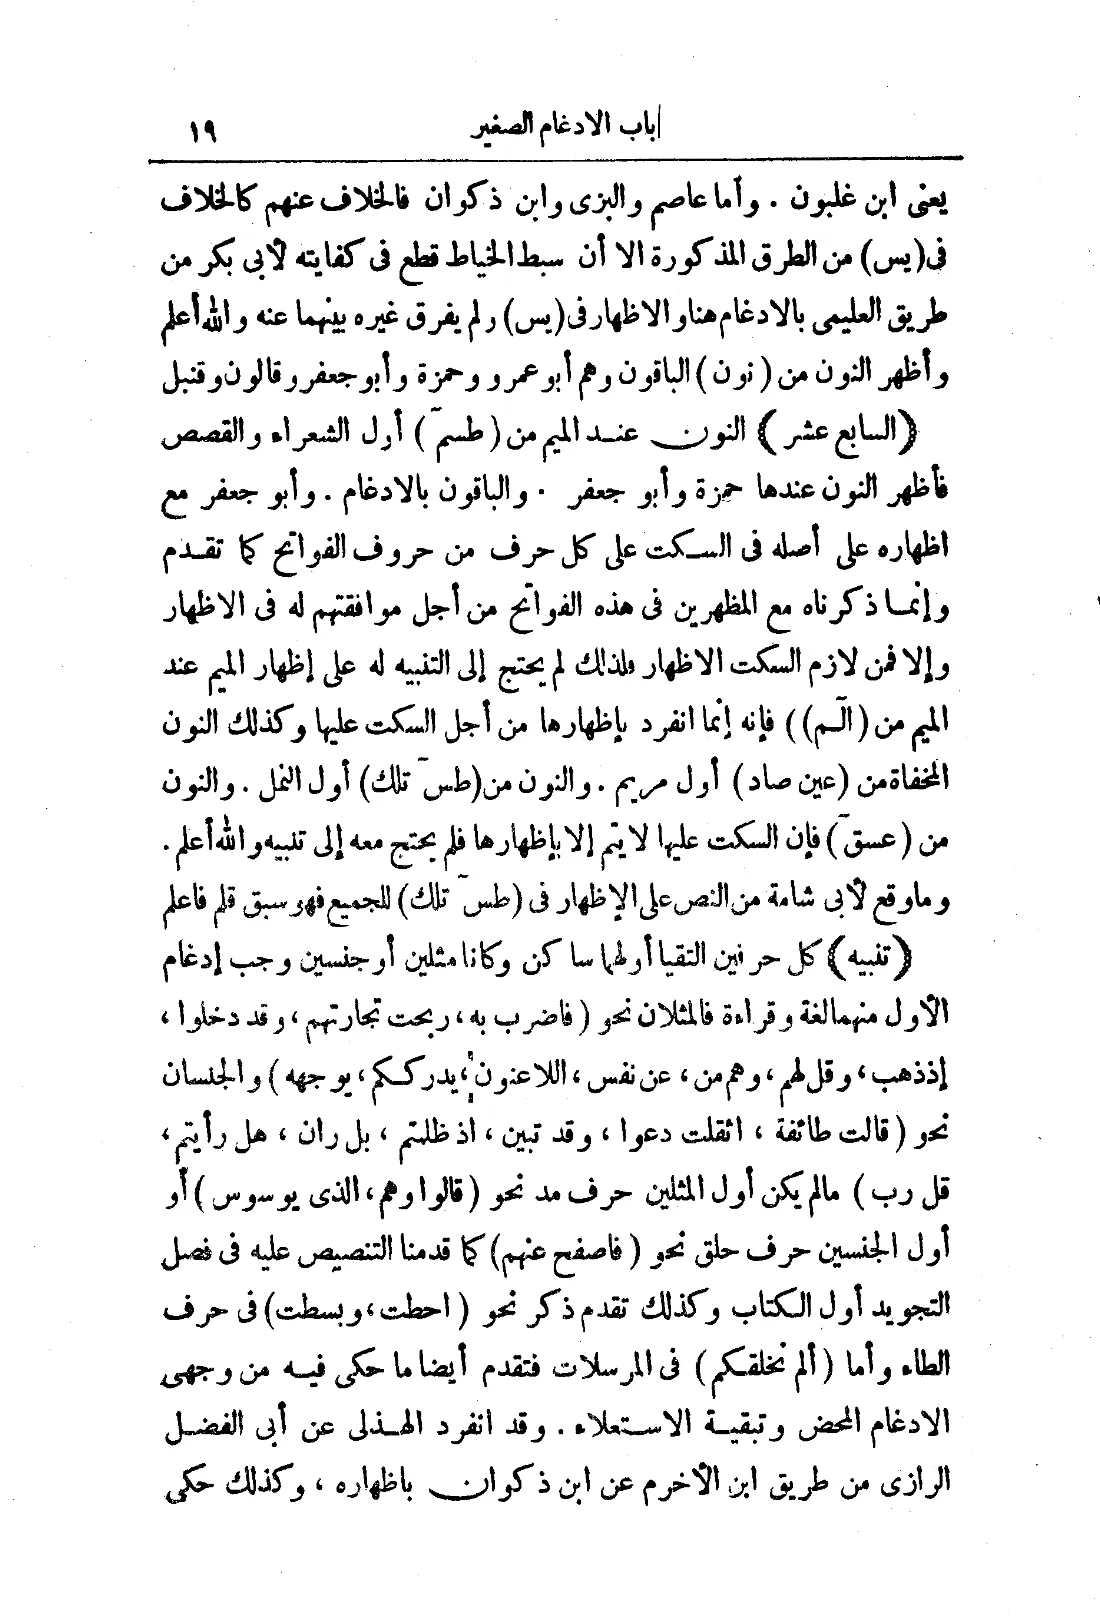 باب الادغام الصغير ١٩
يعنى ابن غلبون . وأما عاصم والبزى وابن ذكوان فالخلاف عنهم كالخلاف
فى (يس) من الطرق المذكورة الا أن سبط الخياط قطع فى كفايته لأبى بكر من
طريق العليمى بالادغام هنا والاظهار فى (يس) ولم يفرق غيره بينهما عنه والله أعلم
وأظهر النون من (نون) الباقون وهم أبو عمرو وحمزة وأبو جعفر وقالون وقنبل
﴿السابع عشر﴾ النون عند الميم من (طسمٓ) أول الشعراء والقصص
فأظهر النون عندها حمزة وأبو جعفر . والباقون بالادغام . وأبو جعفر مع
اظهاره على أصله فى السكت على كل حرف من حروف الفواتح كما تقدم
وإنما ذكرناه مع المظهرين فى هذه الفواتح من أجل موافقتهم له فى الاظهار
وإلا فمن لازم السكت الاظهار فلذلك لم يحتج إلى التنبيه له على إظهار الميم عند
الميم من (الٓم)) فإنه إنما انفرد بإظهارها من أجل السكت عليها وكذلك النون
المخفاة من (عين صاد) أول مريم . والنون من (طسٓ تلك) أول النمل . والنون
من (عسقٓ) فإن السكت عليها لا يتم إلا بإظهارها فلم يحتج معه إلى تنبيه والله أعلم .
وما وقع لأبى شامة من النص على الإظهار فى (طسٓ تلك) للجميع فهو سبق قلم فاعلم
﴿تنبيه﴾ كل حرفين التقيا أولهما ساكن وكانا مثلين أو جنسين وجب إدغام
الأول منهما لغة وقراءة فالمثلان نحو (فاضرب به، ربحت تجارتهم، وقد دخلوا،
إذ ذهب، وقل لهم، وهم من، عن نفس، اللاعنون، يدرككم، يوجهه) والجنسان
نحو (قالت طائفة، اثقلت دعوا، وقد تبين، اذ ظلمتم، بل ران، هل رأيتم،
قل رب) مالم يكن أول المثلين حرف مد نحو (قالوا وهم، الذى يوسوس) أو
أول الجنسين حرف حلق نحو (فاصفح عنهم) كما قدمنا التنصيص عليه فى فصل
التجويد أول الكتاب وكذلك تقدم ذكر نحو (احطت، وبسطت) فى حرف
الطاء وأما (ألم نخلقكم) فى المرسلات فتقدم أيضا ما حكى فيه من وجهى
الادغام المحض وتبقية الاستعلاء . وقد انفرد الهذلى عن أبى الفضل
الرازى من طريق ابن الأخرم عن ابن ذكوان باظهاره، وكذلك حكى